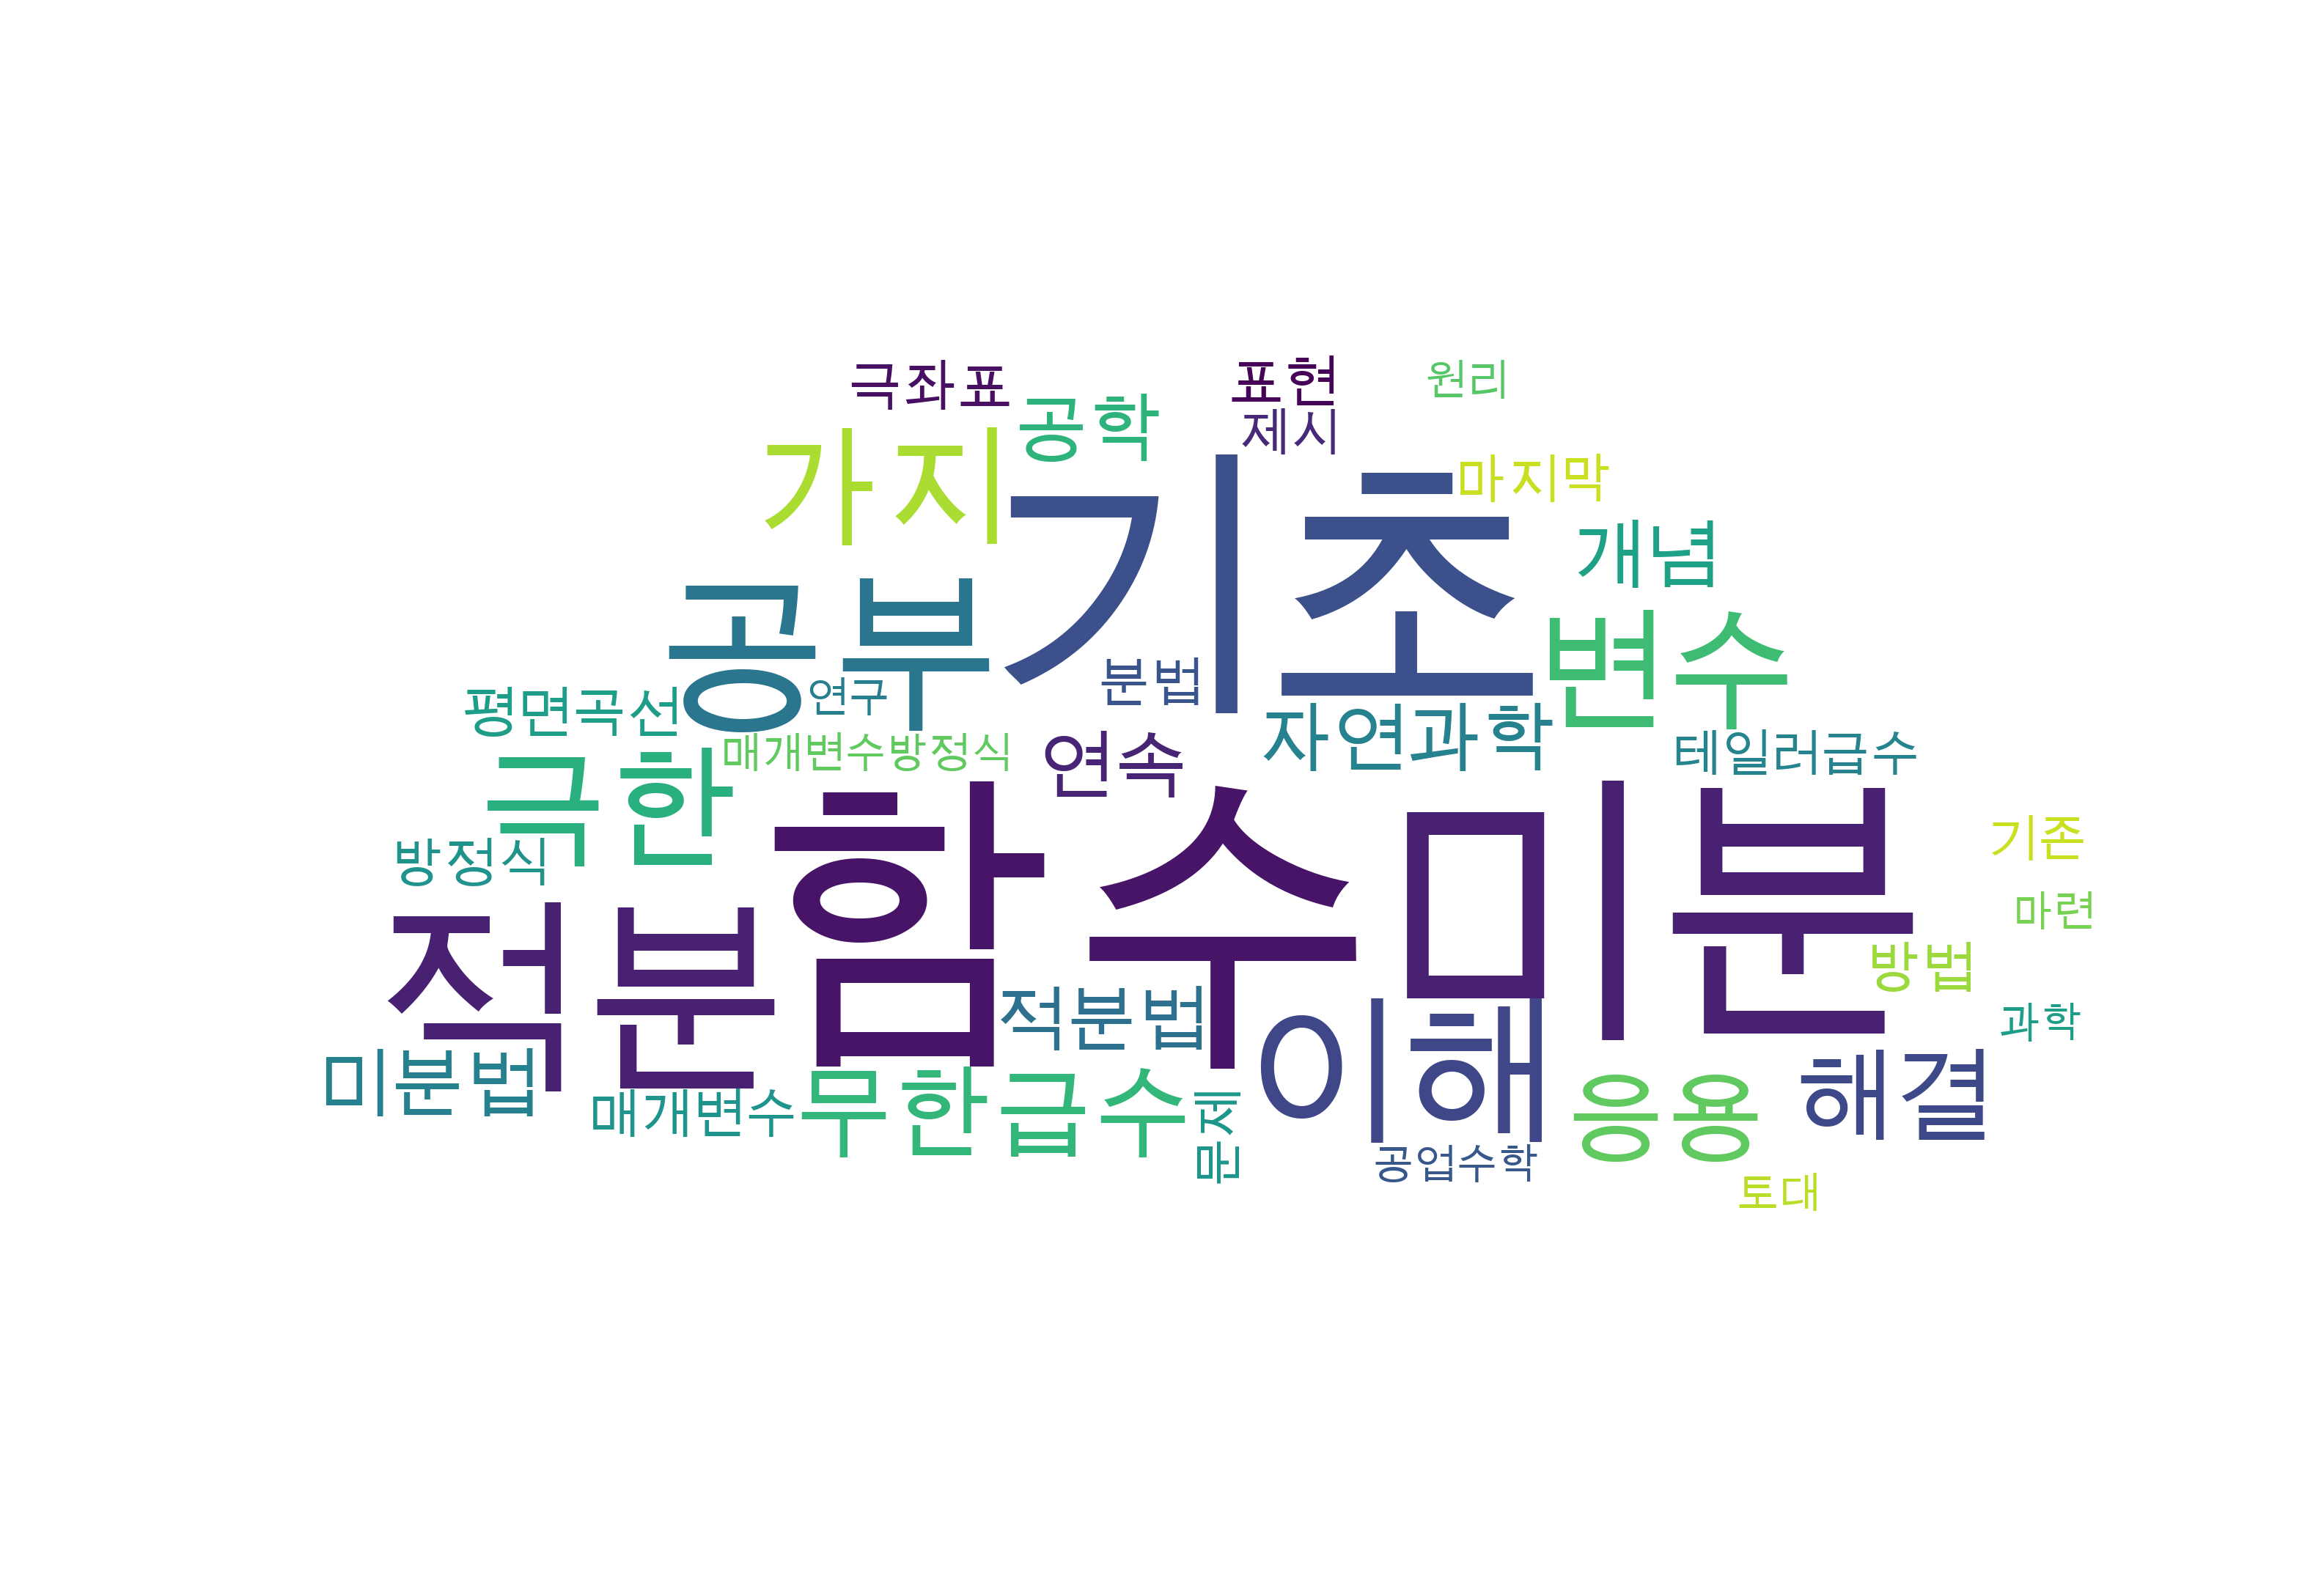 극좌표
표현
원리
공학
제시
가지
마지막
기초
개념
공부
변수
분법
연구
평면곡선
자연과학
매개변수방정식
연속
테일러급수
극한
방정식
함수
미분
기존
마련
적분
방법
적분법
과학
이해
미분법
매개변수
무한급수
응용
해결
공업수학
토대